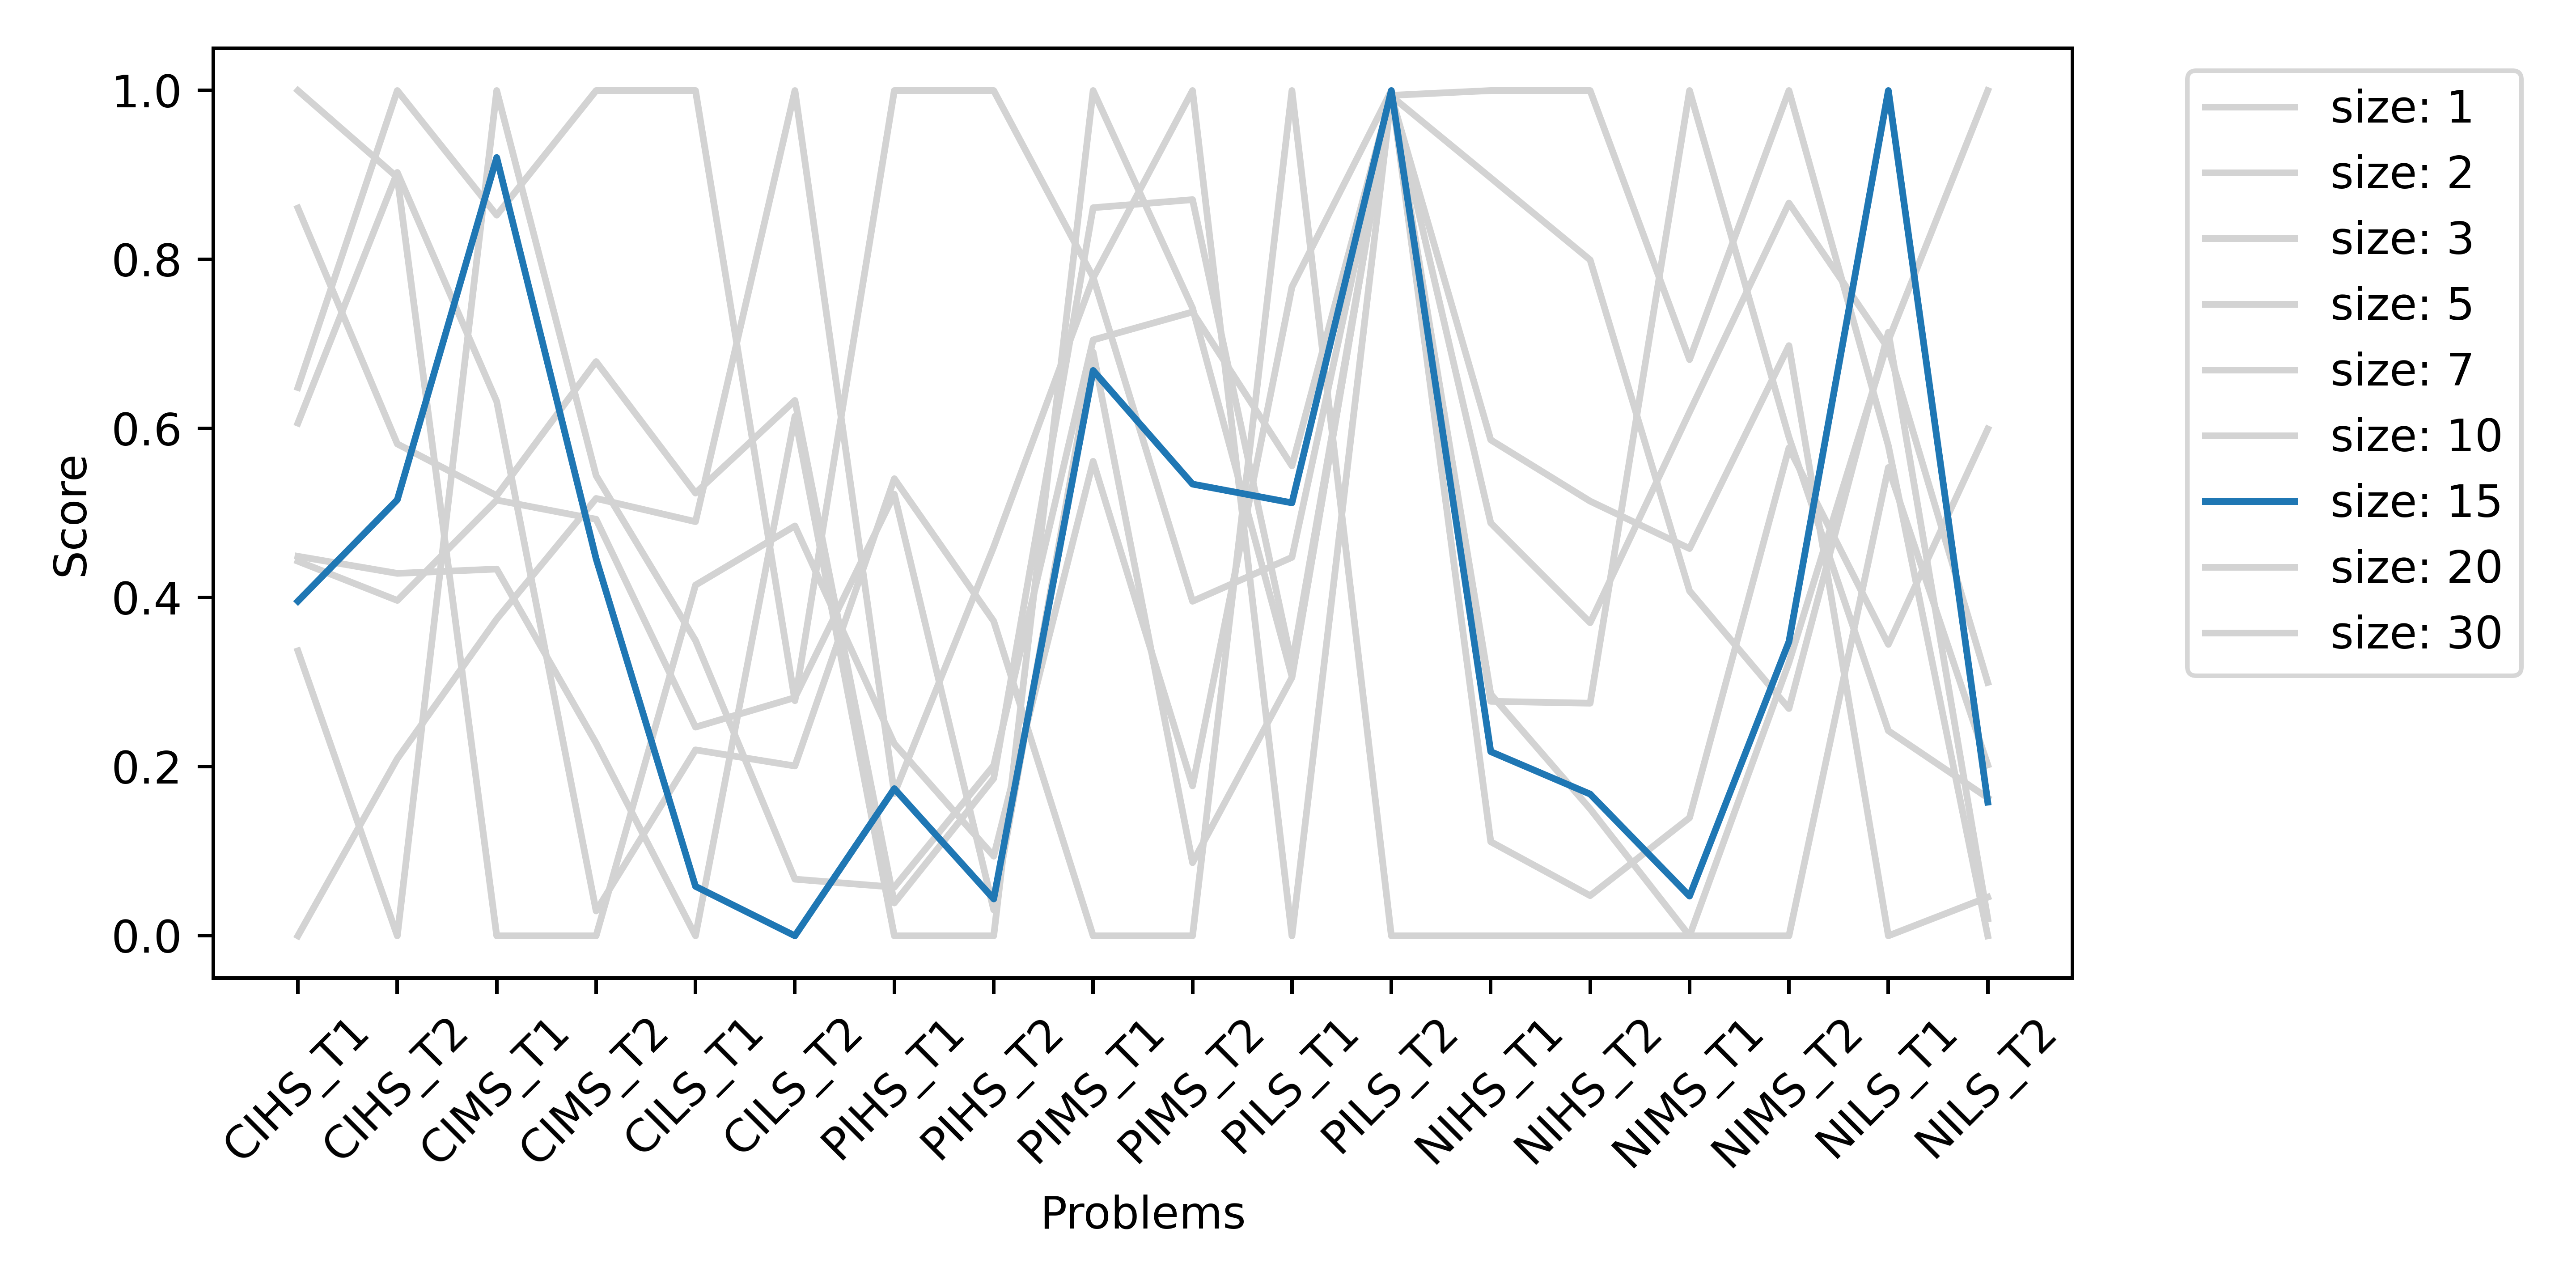 1.0
0.8
0.6
0.4
0.2
0.0
Score
CIHS_T1
CIHS_T2
CIMS_T1
CIMS_T2
CILS_T1
CILS_T2
PIHS_T1
PIHS_T2
PIMS_T1
PIMS_T2
PILS_T1
PILS_T2
NIHS_T1
NIHS_T2
NIMS_T1
NIMS_T2
NILS_T1
NILS_T2
Problems
size: 1
size: 2
size: 3
size: 5
size: 7
size: 10
size: 15
size: 20
size: 30